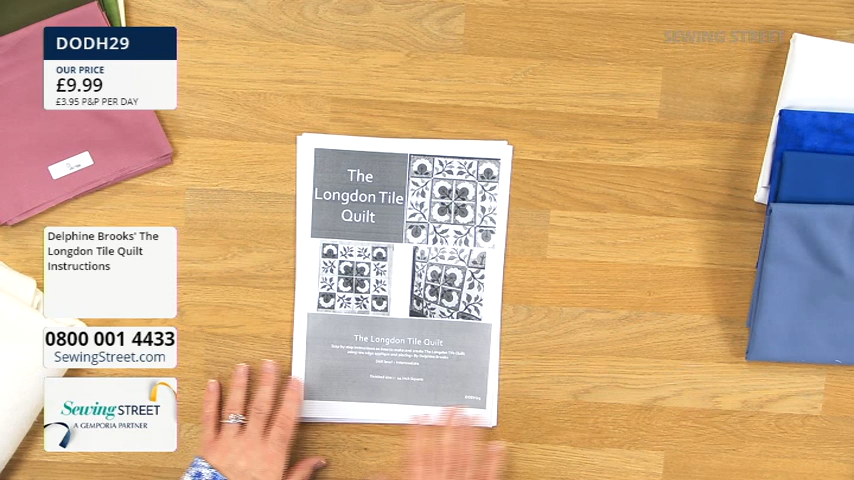 DODH29
OUR PRICE
£9.99
£3.95 P&P PER DAY
SEWING STREET
The
Longdon Tile
Quilt
Delphine Brooks' The
Longdon Tile Quilt
Instructions
0800 001 4433
SewingStreet.com
Sewing STREET
A GEMPORIA PARTNER
The Longdon Tile Quilt